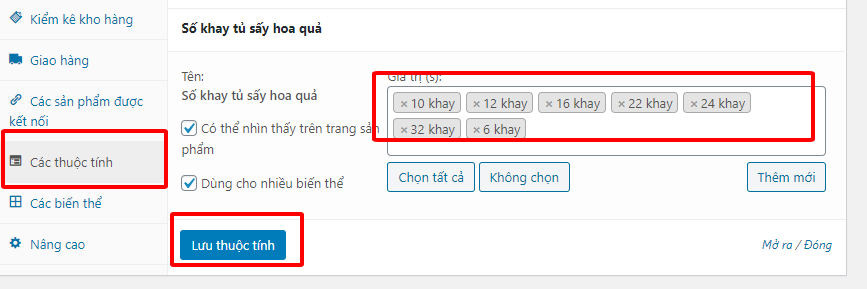 Kiểm kê kho hàng
Giao hàng
Các sản phẩm được
kết nối
Các thuộc tính
Các biến thể
Nâng cao
Số khay tủ sấy hoa quả
Tên:
Số khay tủ sấy hoa quả
Có thể nhìn thấy trên trang sản
phẩm
Dùng cho nhiều biến thể
Giá trị (s):
× 10 khay × 12 khay × 16 khay × 22 khay × 24 khay
× 32 khay × 6 khay
Chọn tất cả Không chọn Thêm mới
Lưu thuộc tính Mở ra / Đóng